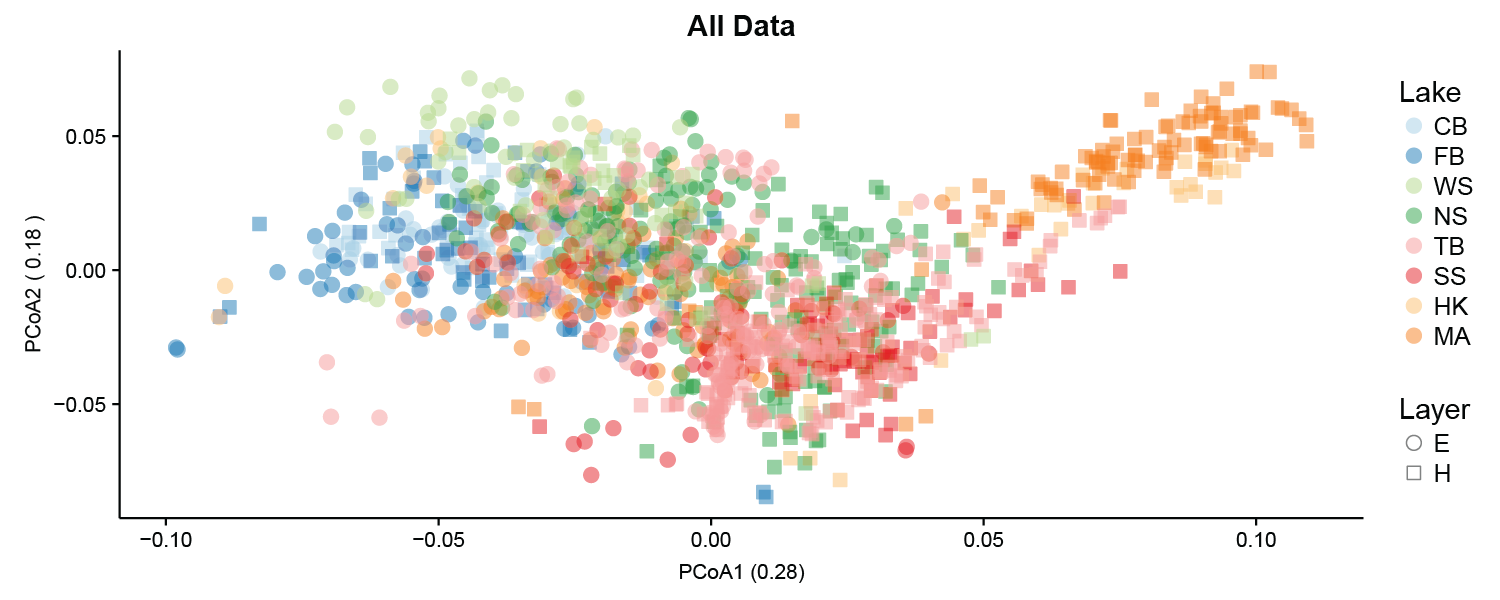 All Data
PCoA2 ( 0.18 )
0.05
0.00
−0.05
−0.10
−0.05
0.00
0.05
0.10
PCoA1 (0.28)
Lake
CB
FB
WS
NS
TB
SS
HK
MA
Layer
E
H